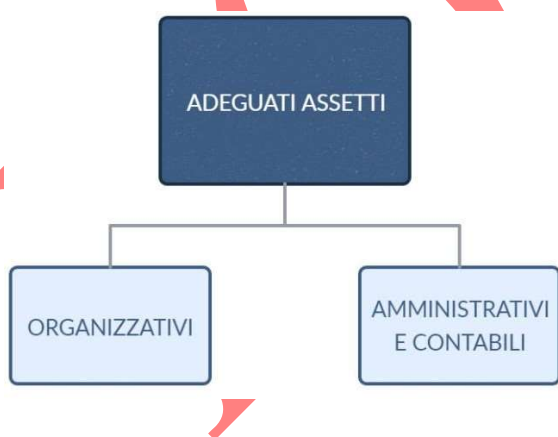 ADEGUATI ASSETTI
ORGANIZZATIVI
AMMINISTRATIVI
E CONTABILI